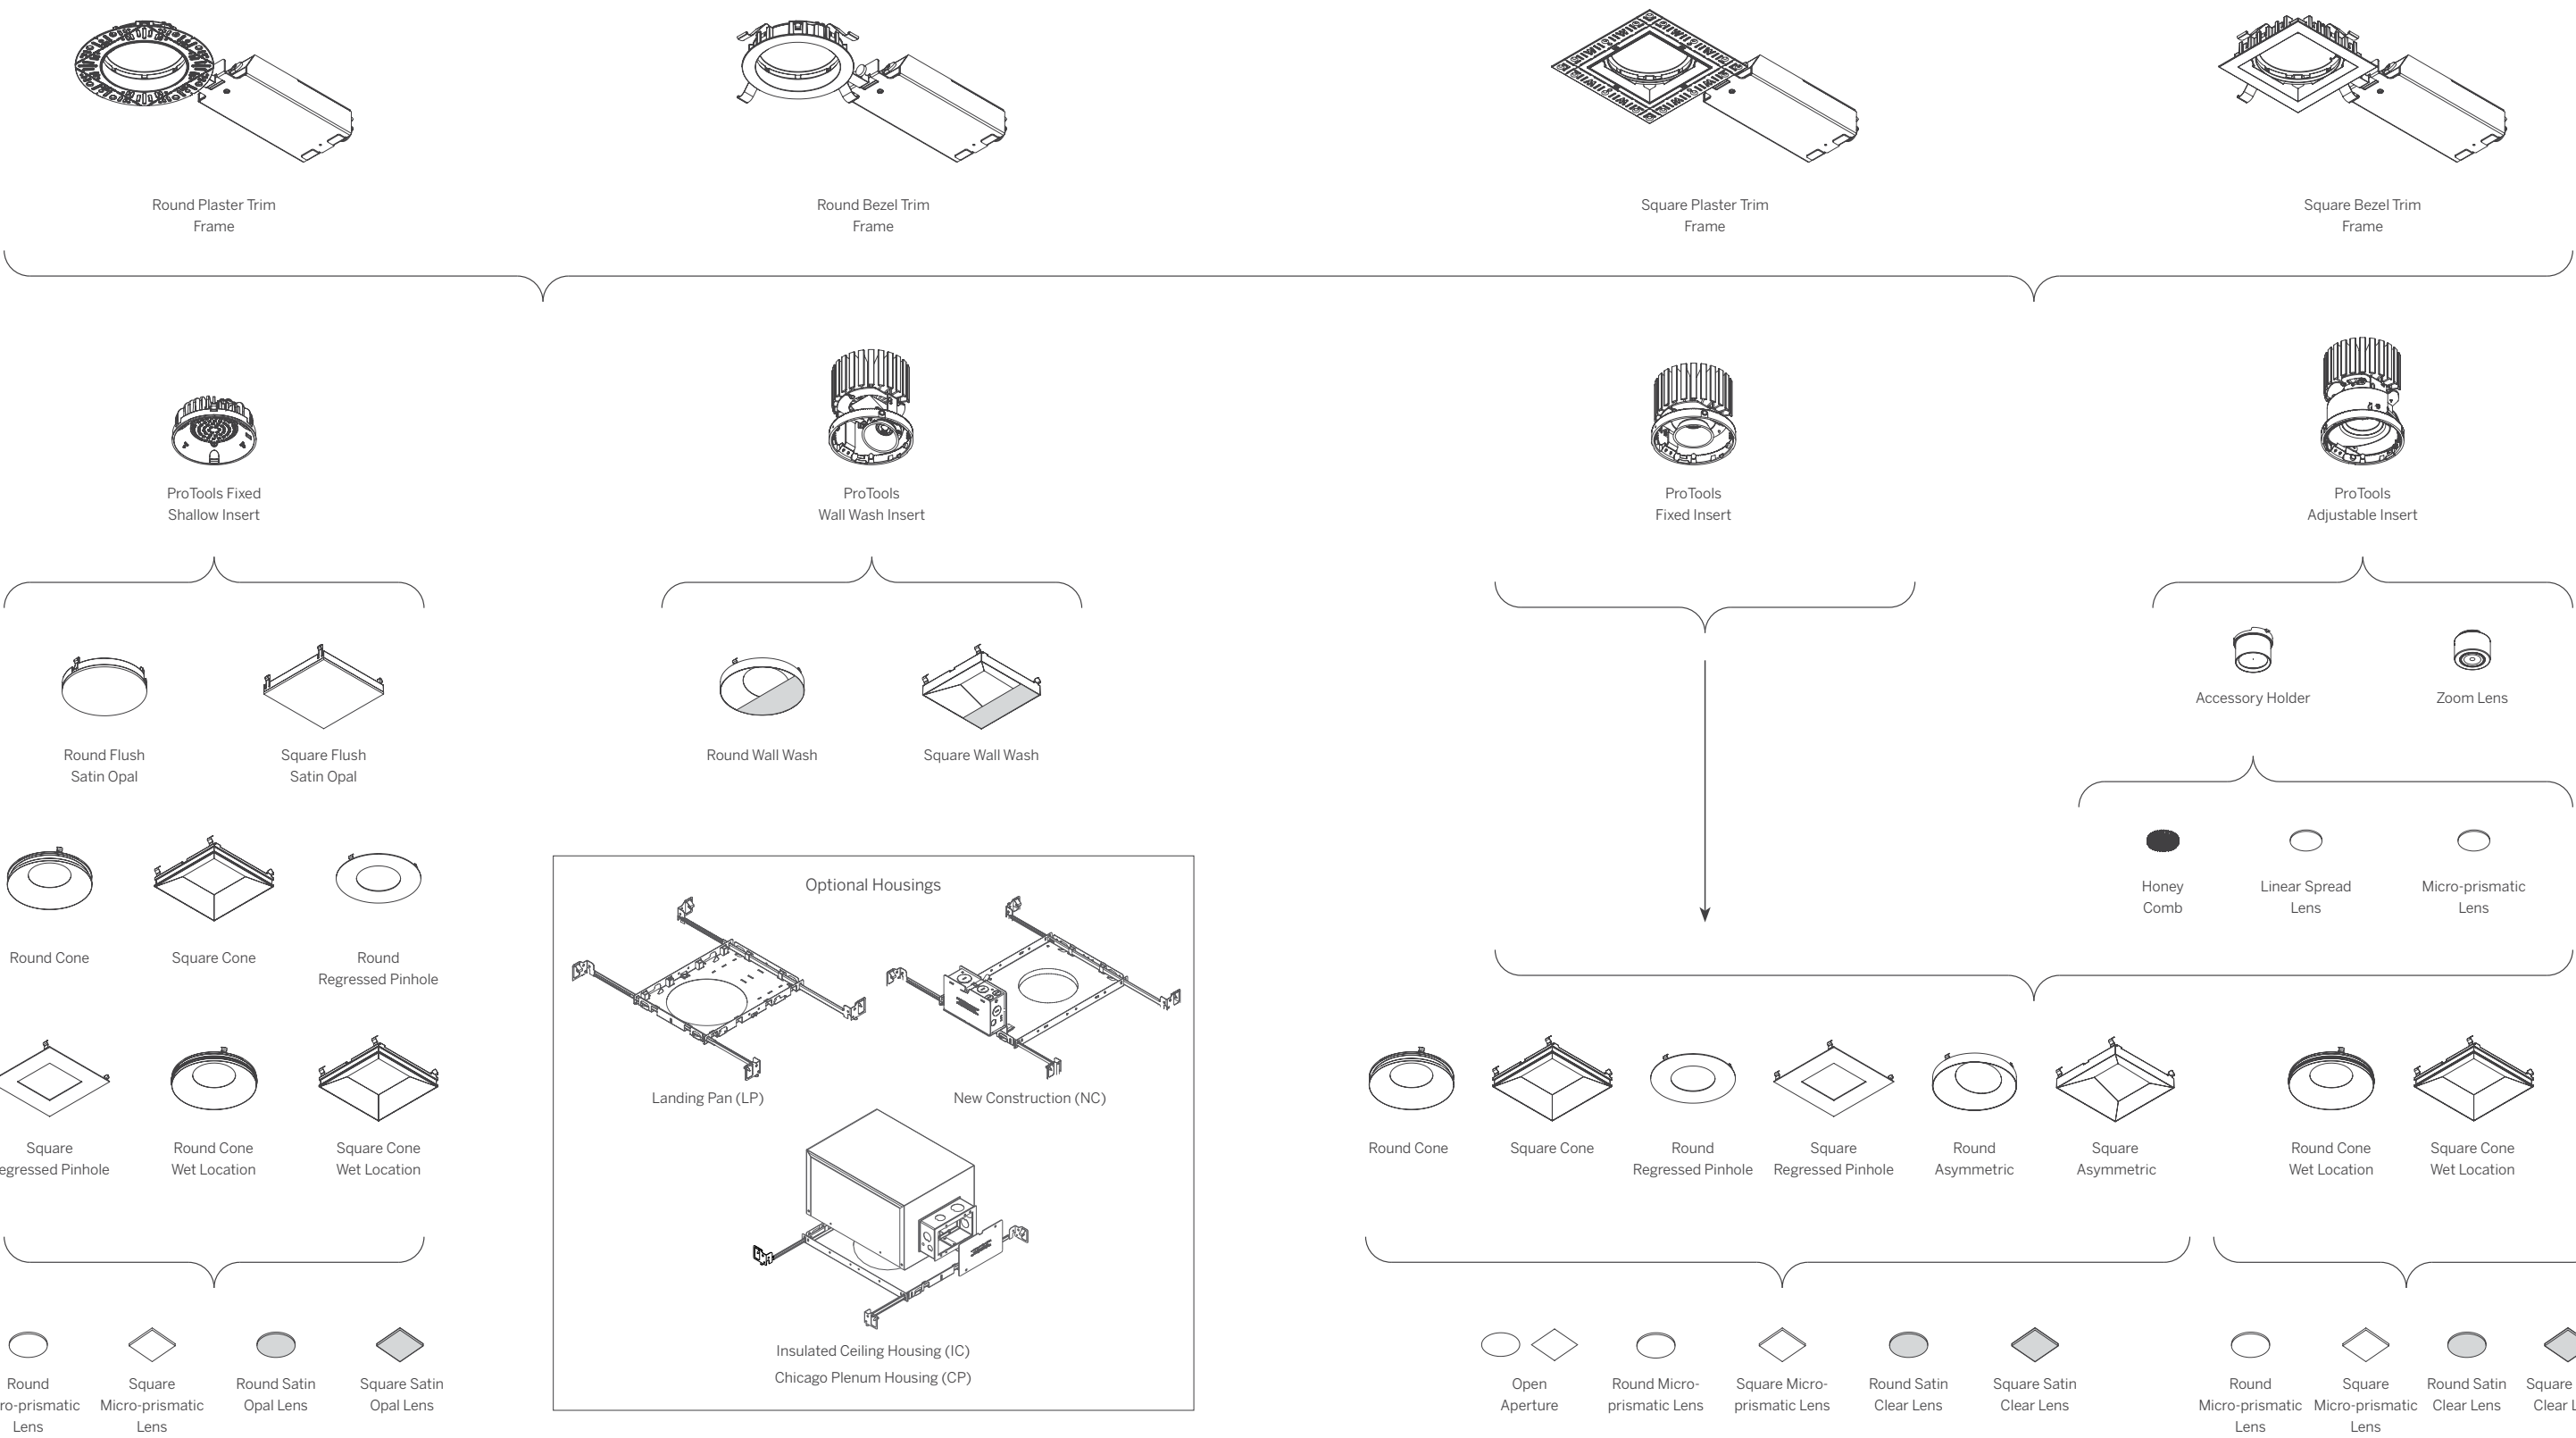 Round Plaster Trim
Frame
Round Bezel Trim
Frame
Square Plaster Trim
Frame
Square Bezel Trim
Frame
ProTools Fixed
Shallow Insert
ProTools
Wall Wash Insert
ProTools
Fixed Insert
ProTools
Adjustable Insert
Round Flush
Satin Opal
Square Flush
Satin Opal
Round Wall Wash
Square Wall Wash
Accessory Holder
Zoom Lens
Honey
Comb
Linear Spread
Lens
Micro-prismatic
Lens
Round Cone
Square Cone
Round
Regressed Pinhole
Square
egressed Pinhole
Round Cone
Wet Location
Square Cone
Wet Location
Optional Housings
Landing Pan (LP)
New Construction (NC)
Insulated Ceiling Housing (IC)
Chicago Plenum Housing (CP)
Round Cone
Square Cone
Round
Regressed Pinhole
Square
Regressed Pinhole
Round
Asymmetric
Square
Asymmetric
Round Cone
Wet Location
Square Cone
Wet Location
Round
ro-prismatic
Lens
Square
Micro-prismatic
Lens
Round Satin
Opal Lens
Square Satin
Opal Lens
Open
Aperture
Round Micro-
prismatic Lens
Square Micro-
prismatic Lens
Round Satin
Clear Lens
Square Satin
Clear Lens
Round
Micro-prismatic
Lens
Square
Micro-prismatic
Lens
Round Satin
Clear Lens
Square
Clear L